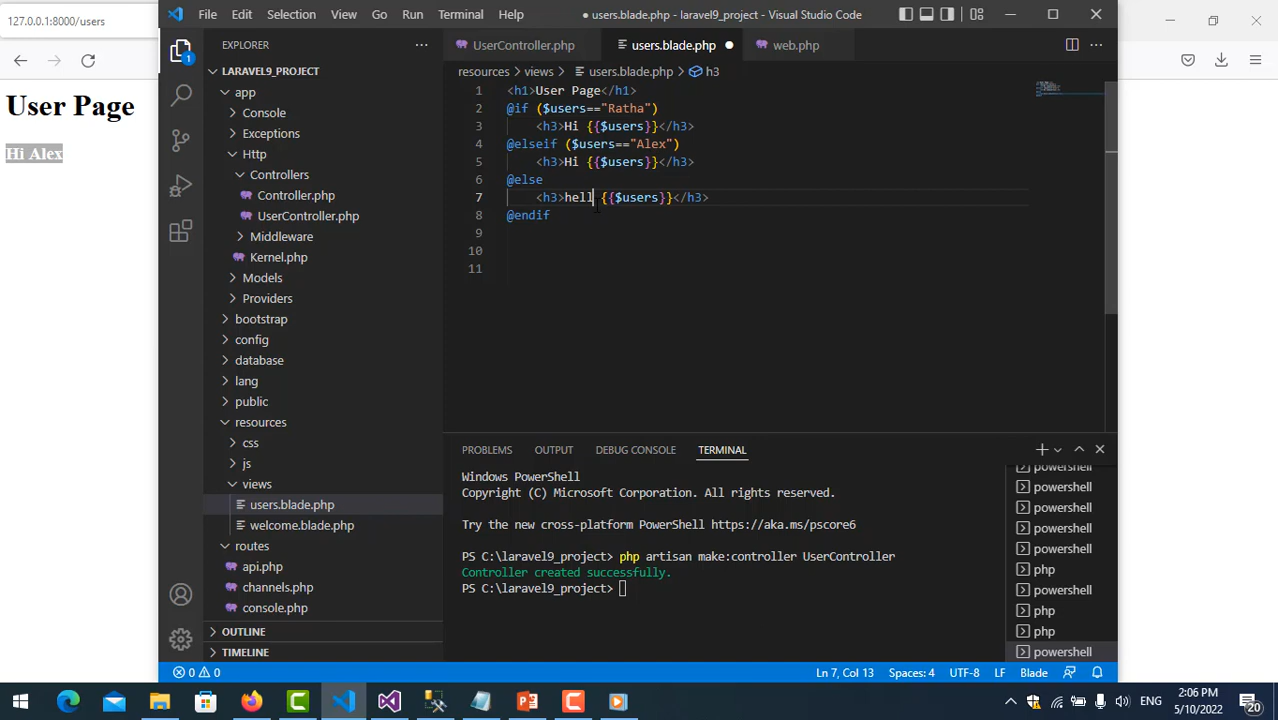 127.0.0.1:8000/users
User Page
Hi Alex
File Edit Selection View Go Run Terminal Help
● users.blade.php - laravel9_project - Visual Studio Code
EXPLORER
LARAVEL9_PROJECT
app
Console
Exceptions
Http
Controllers
Controller.php
UserController.php
Middleware
Kernel.php
Models
Providers
bootstrap
config
database
lang
public
resources
css
js
views
users.blade.php
welcome.blade.php
routes
api.php
channels.php
console.php
OUTLINE
TIMELINE
1
UserController.php users.blade.php ● web.php
resources > views > users.blade.php > h3
1 <h1>User Page</h1>
2 @if ($users=="Ratha")
3 <h3>Hi {{$users}}</h3>
4 @elseif ($users=="Alex")
5 <h3>Hi {{$users}}</h3>
6 @else
7 <h3>hell {{$users}}</h3>
8 @endif
9
10
11
PROBLEMS OUTPUT DEBUG CONSOLE TERMINAL
Windows PowerShell
Copyright (C) Microsoft Corporation. All rights reserved.
Try the new cross-platform PowerShell https://aka.ms/pscore6
PS C:\laravel9_project> php artisan make:controller UserController
Controller created successfully.
PS C:\laravel9_project>
powershell
powershell
powershell
powershell
powershell
php
powershell
php
php
powershell
0 0 Ln 7, Col 13 Spaces: 4 UTF-8 LF Blade
ENG
2:06 PM
5/10/2022
20